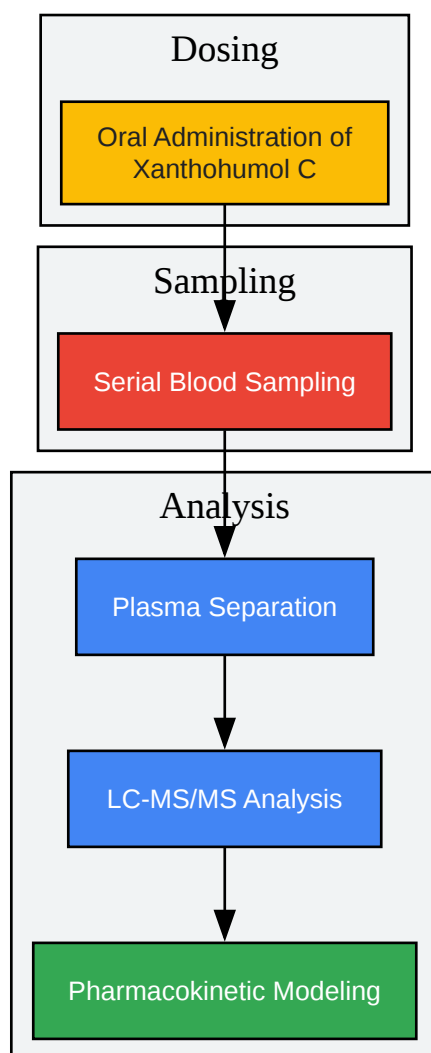 Dosing
Oral Administration of
Xanthohumol C
Sampling
Serial Blood Sampling
Analysis
Plasma Separation
LC-MS/MS Analysis
Pharmacokinetic Modeling